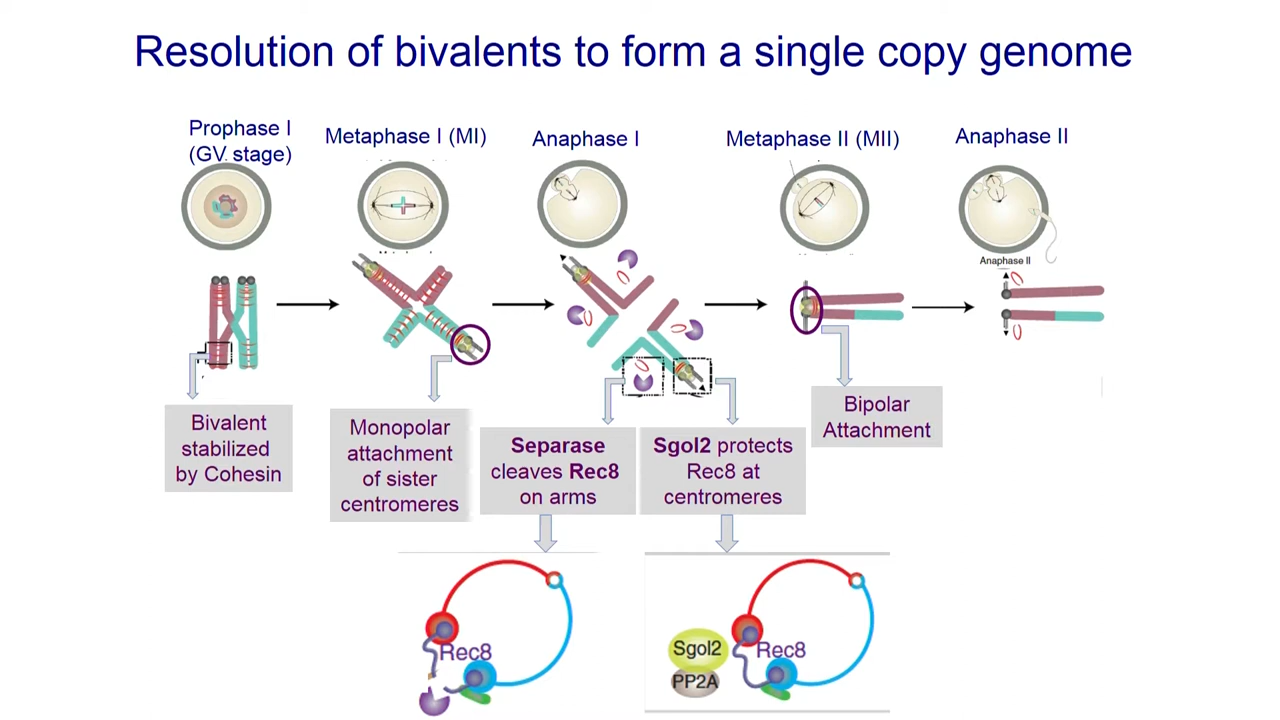 Resolution of bivalents to form a single copy genome
Prophase I
(GV stage)
Metaphase I (MI)
Anaphase I
Metaphase II (MII)
Anaphase II
Anaphase II
Bivalent
stabilized
by Cohesin
Monopolar
attachment
of sister
centromeres
Separase
cleaves Rec8
on arms
Sgol2 protects
Rec8 at
centromeres
Bipolar
Attachment
Rec8
Sgol2
PP2A
Rec8